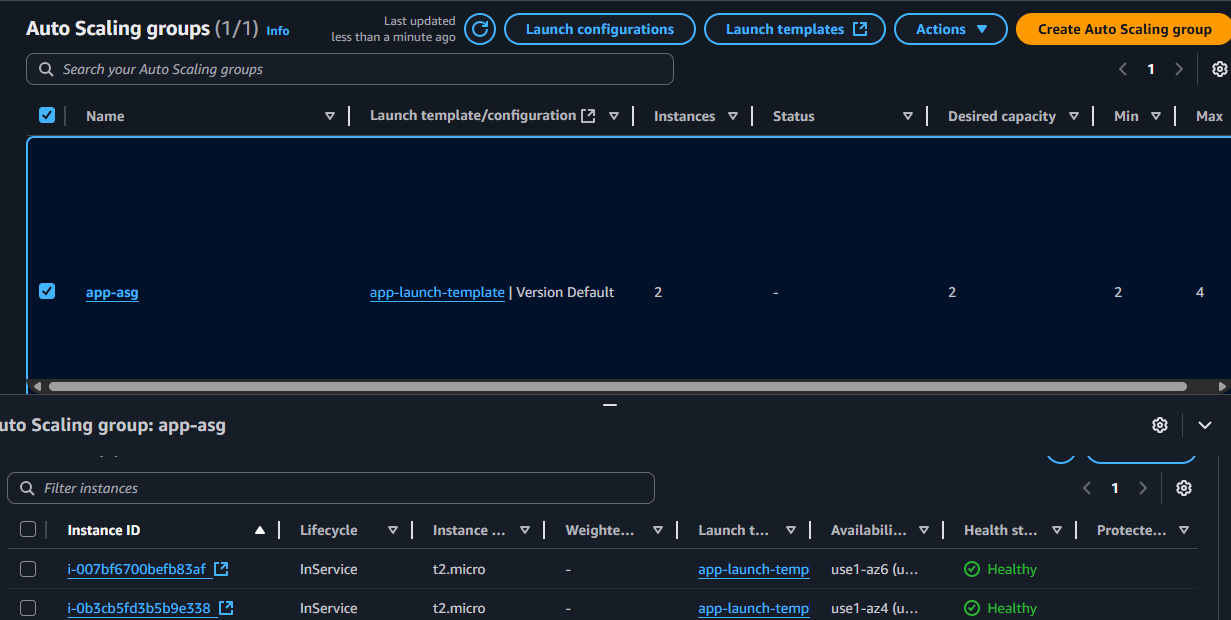 Auto Scaling groups (1/1) Info
Last updated
less than a minute ago
Launch configurations
Launch templates
Actions
Create Auto Scaling group
Search your Auto Scaling groups
1
Name Launch template/configuration Instances Status Desired capacity Min Max
app-asg app-launch-template | Version Default 2 - 2 2 4
uto Scaling group: app-asg
Filter instances
1
Instance ID Lifecycle Instance ... Weighte... Launch t... Availabili... Health st... Protecte...
i-007bf6700befb83af InService t2.micro - app-launch-temp use1-az6 (u... Healthy
i-0b3cb5fd3b5b9e338 InService t2.micro - app-launch-temp use1-az4 (u... Healthy